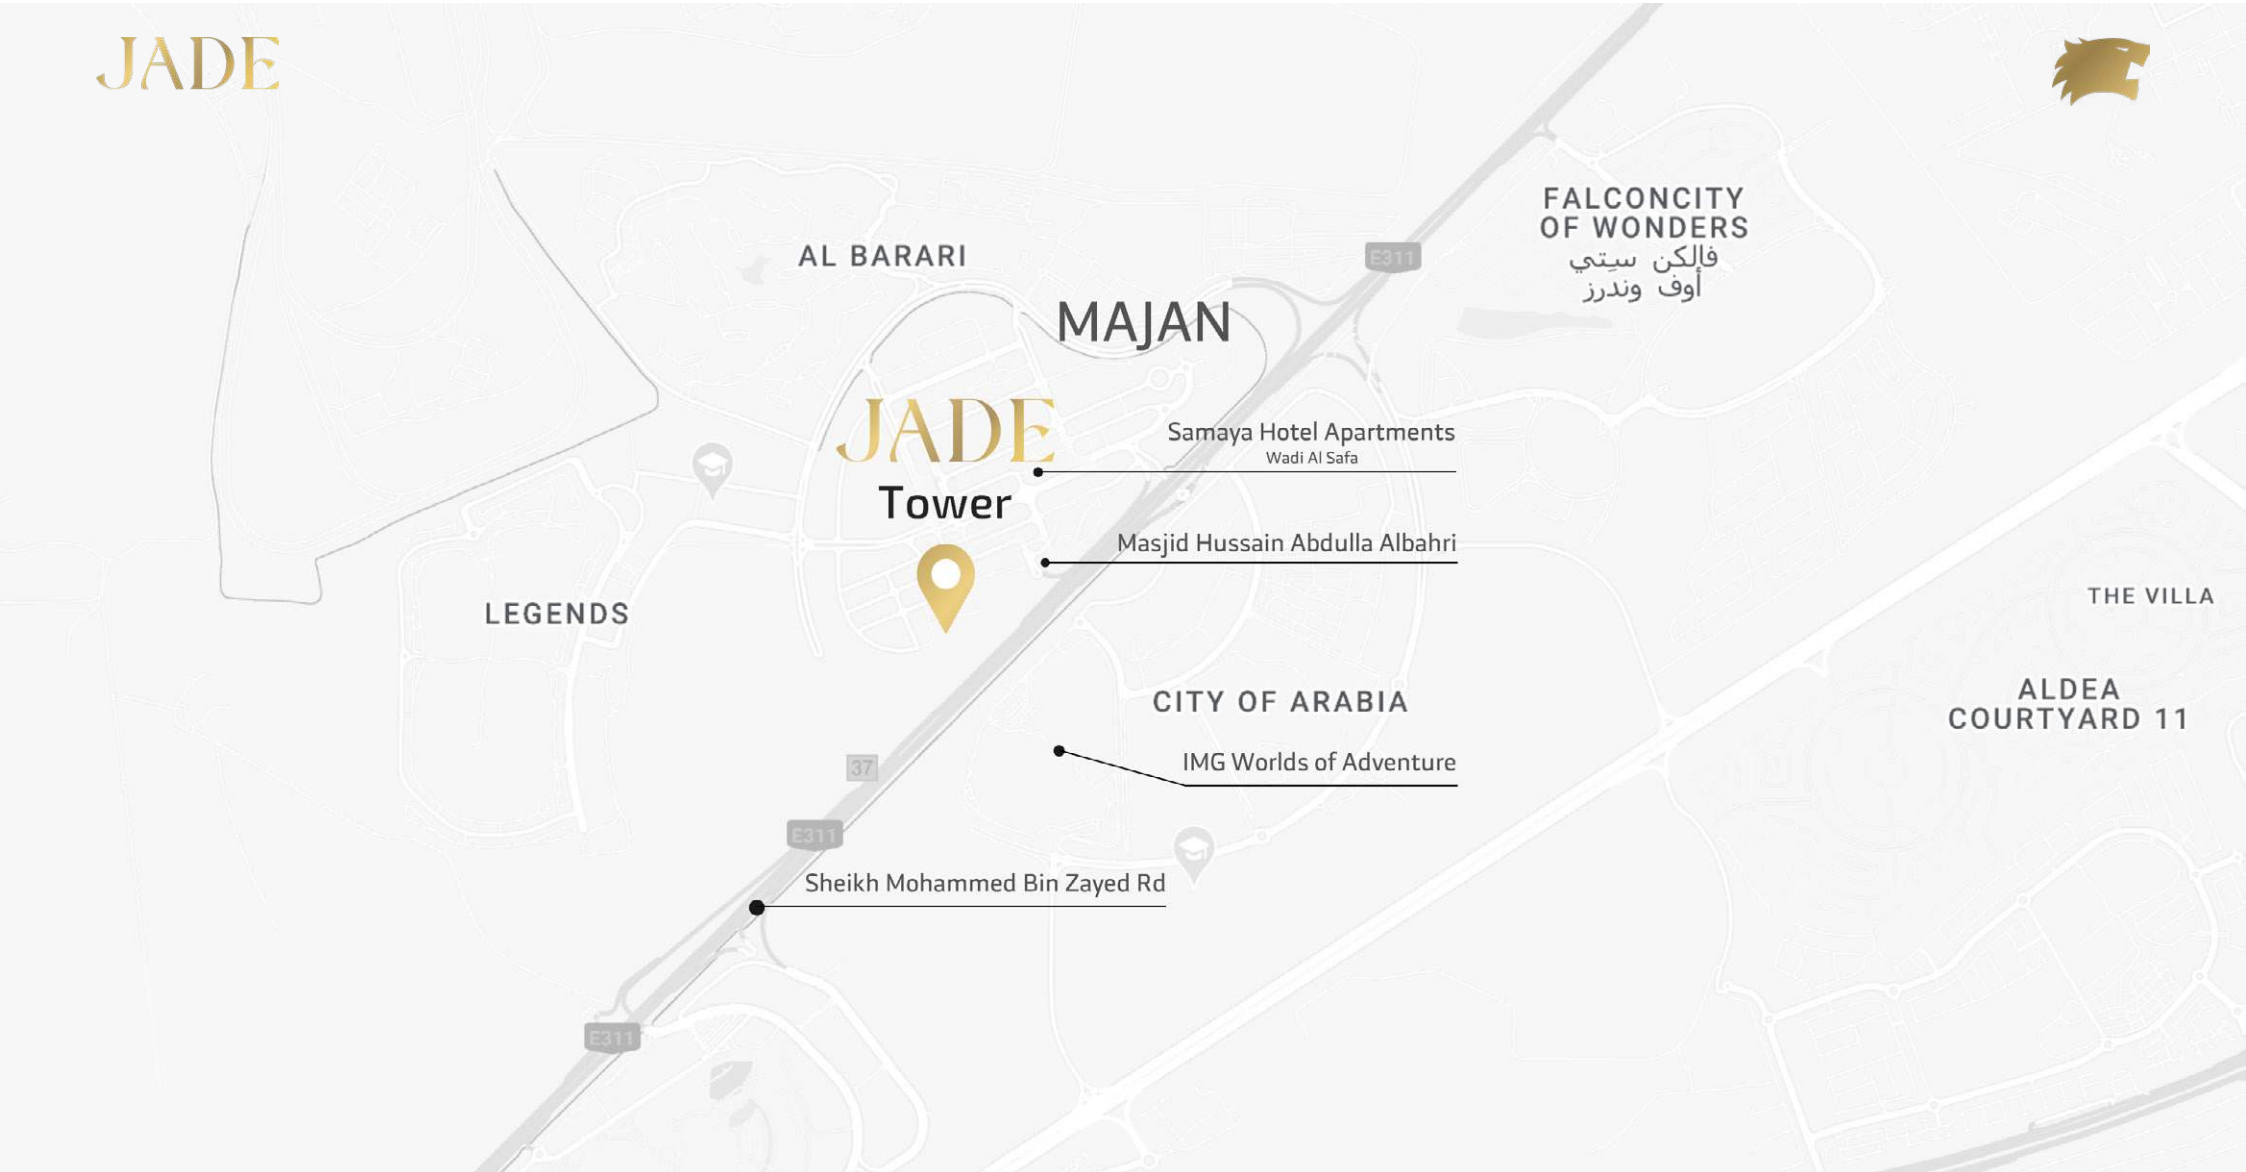 JADE
FALCONCITY
OF WONDERS
فالكن سيتي
أوف وندرز
AL BARARI
E311
MAJAN
JADE
Tower
Samaya Hotel Apartments
Wadi Al Safa
Masjid Hussain Abdulla Albahri
THE VILLA
LEGENDS
ALDEA
COURTYARD 11
CITY OF ARABIA
IMG Worlds of Adventure
37
E311
Sheikh Mohammed Bin Zayed Rd
E311